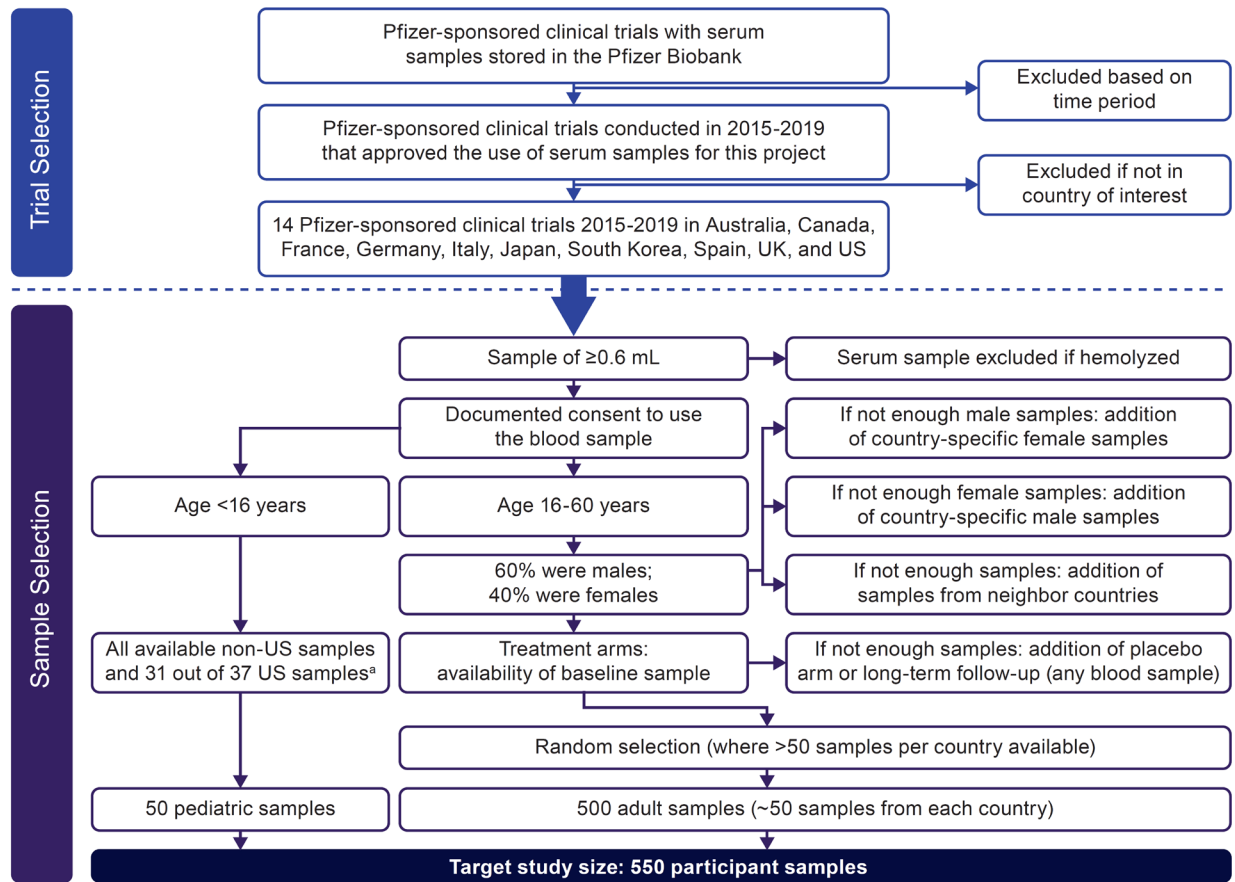 Trial Selection
Pfizer-sponsored clinical trials with serum
samples stored in the Pfizer Biobank
Excluded based on
time period
Pfizer-sponsored clinical trials conducted in 2015-2019
that approved the use of serum samples for this project
Excluded if not in
country of interest
14 Pfizer-sponsored clinical trials 2015-2019 in Australia, Canada,
France, Germany, Italy, Japan, South Korea, Spain, UK, and US
Sample Selection
Sample of ≥0.6 mL
Serum sample excluded if hemolyzed
Documented consent to use
the blood sample
If not enough male samples: addition
of country-specific female samples
Age <16 years
Age 16-60 years
If not enough female samples: addition
of country-specific male samples
60% were males;
40% were females
If not enough samples: addition of
samples from neighbor countries
All available non-US samples
and 31 out of 37 US samplesᵃ
Treatment arms:
availability of baseline sample
If not enough samples: addition of placebo
arm or long-term follow-up (any blood sample)
Random selection (where >50 samples per country available)
50 pediatric samples
500 adult samples (~50 samples from each country)
Target study size: 550 participant samples